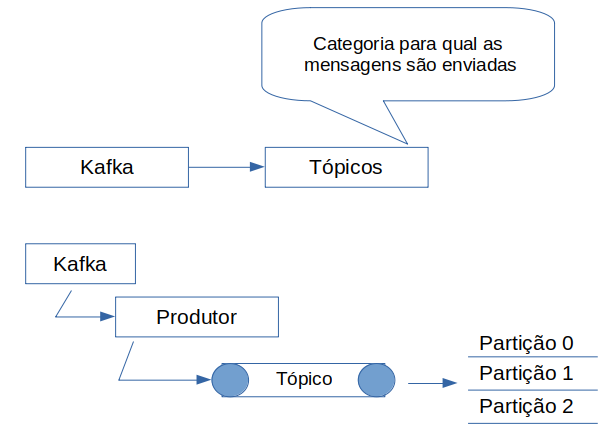 Categoria para qual as
mensagens são enviadas
Kafka
Tópicos
Kafka
Produtor
Tópico
Partição 0
Partição 1
Partição 2